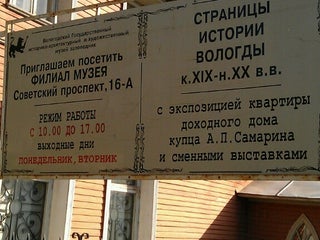 Вологодский Государственный
историко-архитектурный и художественный
музей-заповедник
Приглашаем посетить
ФИЛИАЛ МУЗЕЯ
Советский проспект, 16-А
РЕЖИМ РАБОТЫ
С 10.00 ДО 17.00
ВЫХОДНЫЕ ДНИ
ПОНЕДЕЛЬНИК, ВТОРНИК
СТРАНИЦЫ
ИСТОРИИ
ВОЛОГДЫ
к.XIX-н.XX в.в.
с экспозицией квартиры
доходного дома
купца А.П.Самарина
и сменными выставками